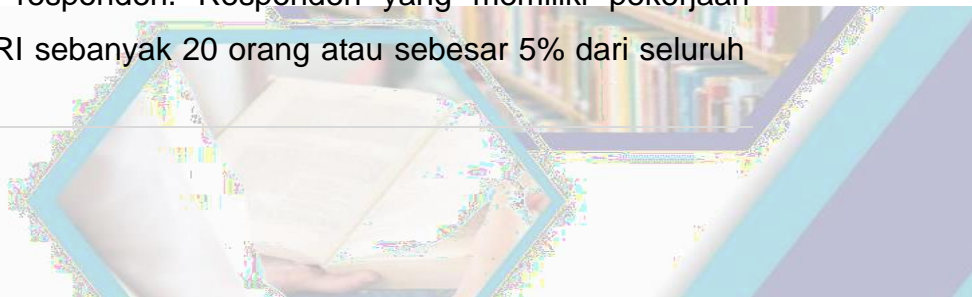 responden. Responden yang memiliki pekerjaan
RI sebanyak 20 orang atau sebesar 5% dari seluruh